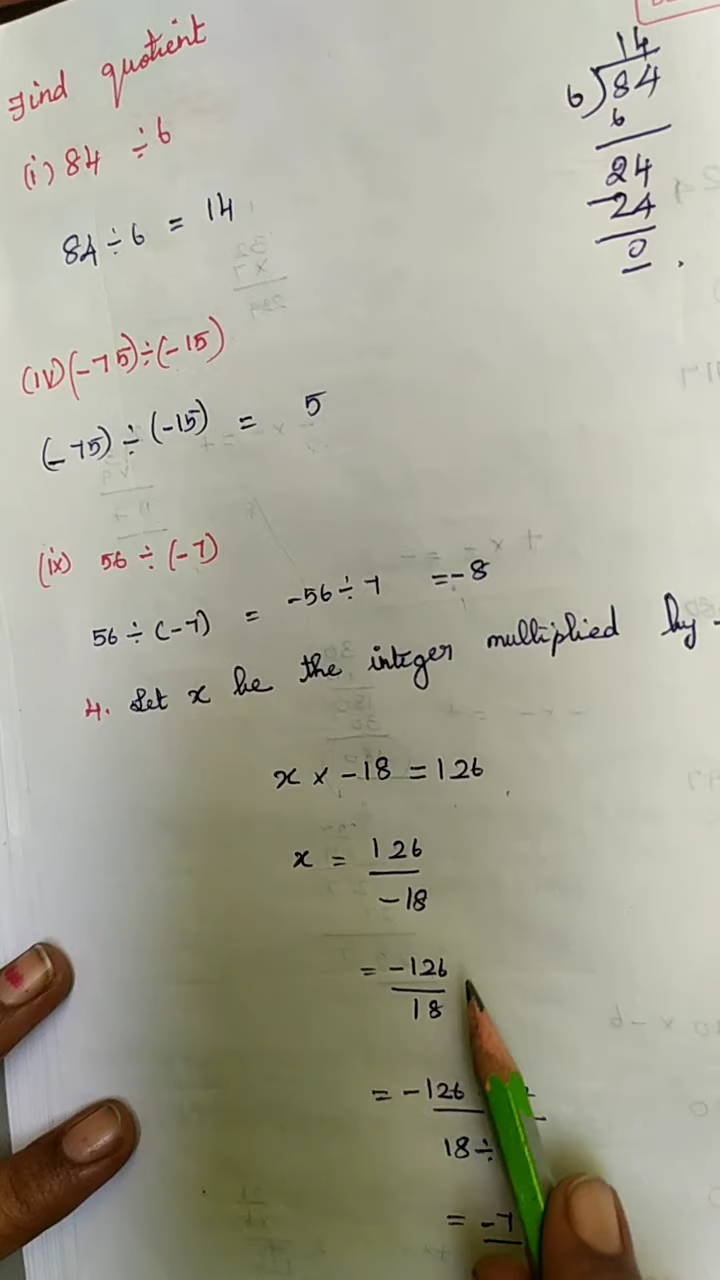 Find quotient
(i) 84 ÷ 6
84 ÷ 6 = 14
14
6)84
6
24
-24
0
(iv) (-75) ÷ (-15)
(-75) ÷ (-15) = 5
(ix) 56 ÷ (-7)
56 ÷ (-7) = -56 ÷ 7 = -8
4. Let x be the integer multiplied by -
x × -18 = 126
x = 126
-18
= -126
18
= -126
18 ÷
= -7